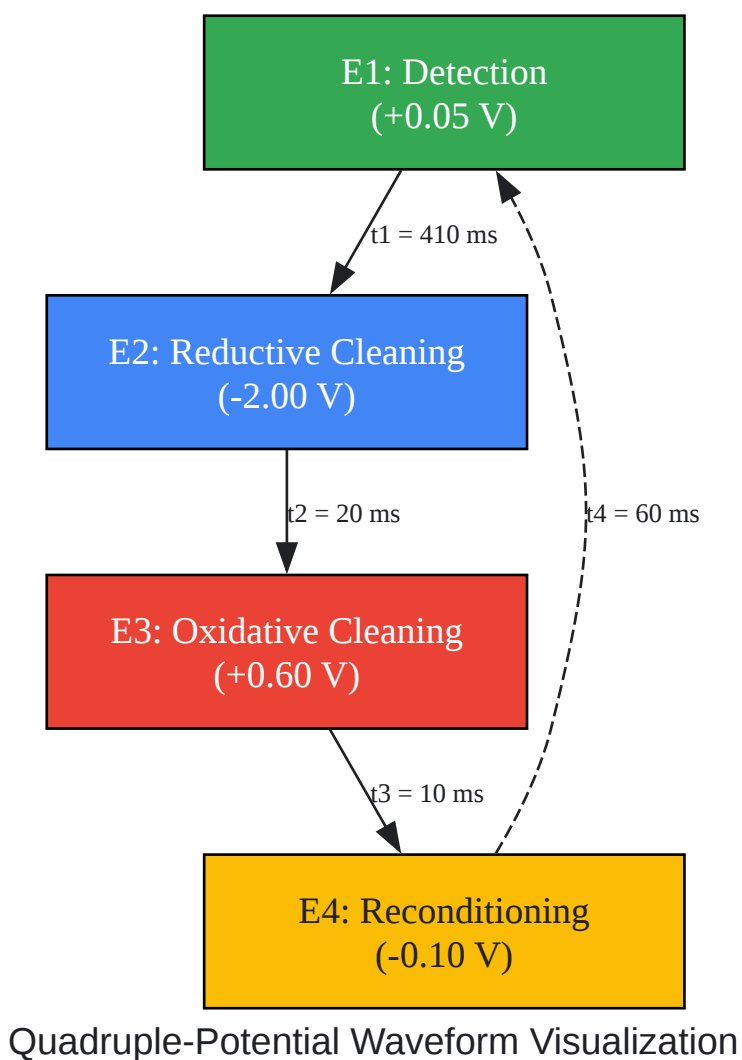 E1: Detection
(+0.05 V)
t1 = 410 ms
E2: Reductive Cleaning
(-2.00 V)
t2 = 20 ms
t4 = 60 ms
E3: Oxidative Cleaning
(+0.60 V)
t3 = 10 ms
E4: Reconditioning
(-0.10 V)
Quadruple-Potential Waveform Visualization